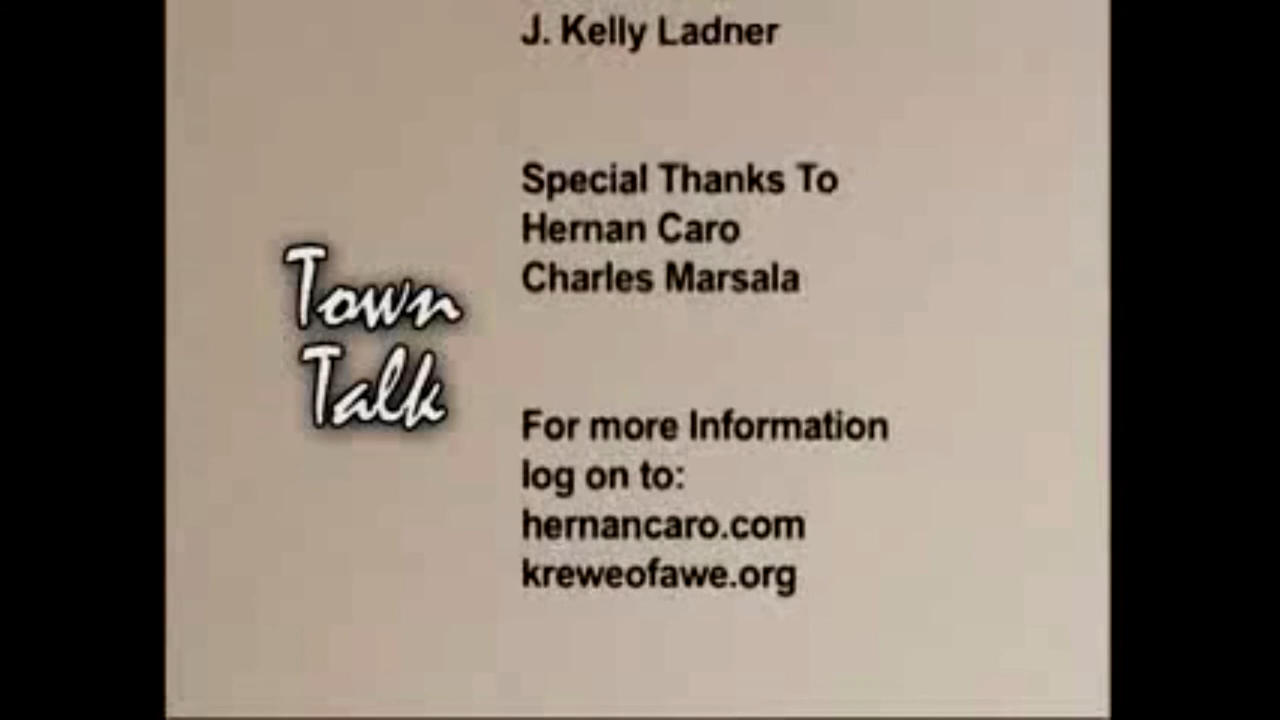 J. Kelly Ladner
Special Thanks To
Hernan Caro
Charles Marsala
Town
Talk
For more Information
log on to:
hernancaro.com
kreweofawe.org